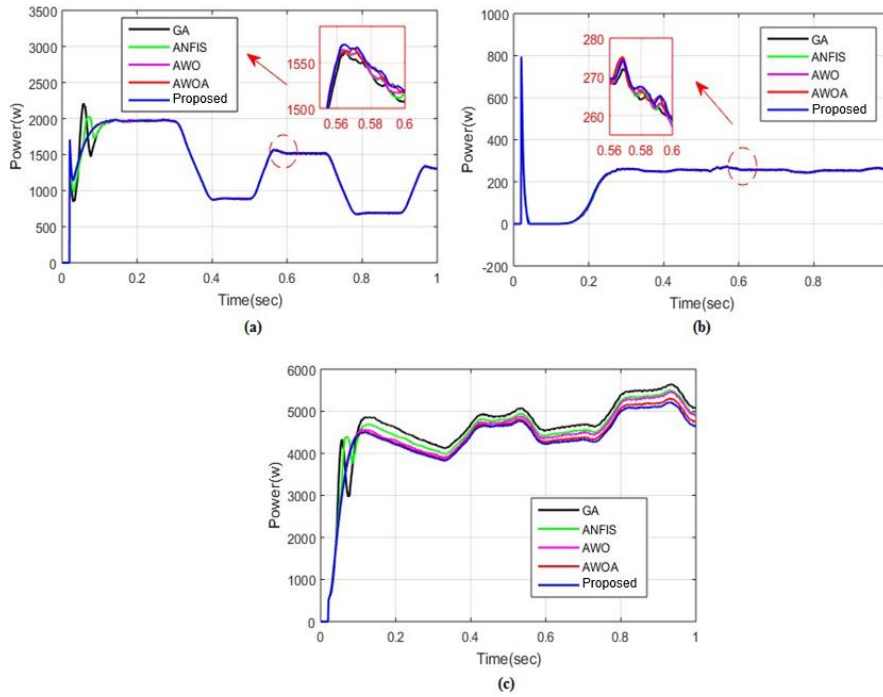 3500
3000
2500
2000
1500
1000
500
0
Power(w)
GA
ANFIS
AWO
AWOA
Proposed
1550
1500
0.56 0.58 0.6
0 0.2 0.4 0.6 0.8 1
Time(sec)
(a)
1000
800
600
400
200
0
-200
Power(w)
280
270
260
0.56 0.58 0.6
GA
ANFIS
AWO
AWOA
Proposed
0 0.2 0.4 0.6 0.8
Time(sec)
(b)
6000
5000
4000
3000
2000
1000
0
Power(w)
GA
ANFIS
AWO
AWOA
Proposed
0 0.2 0.4 0.6 0.8 1
Time(sec)
(c)